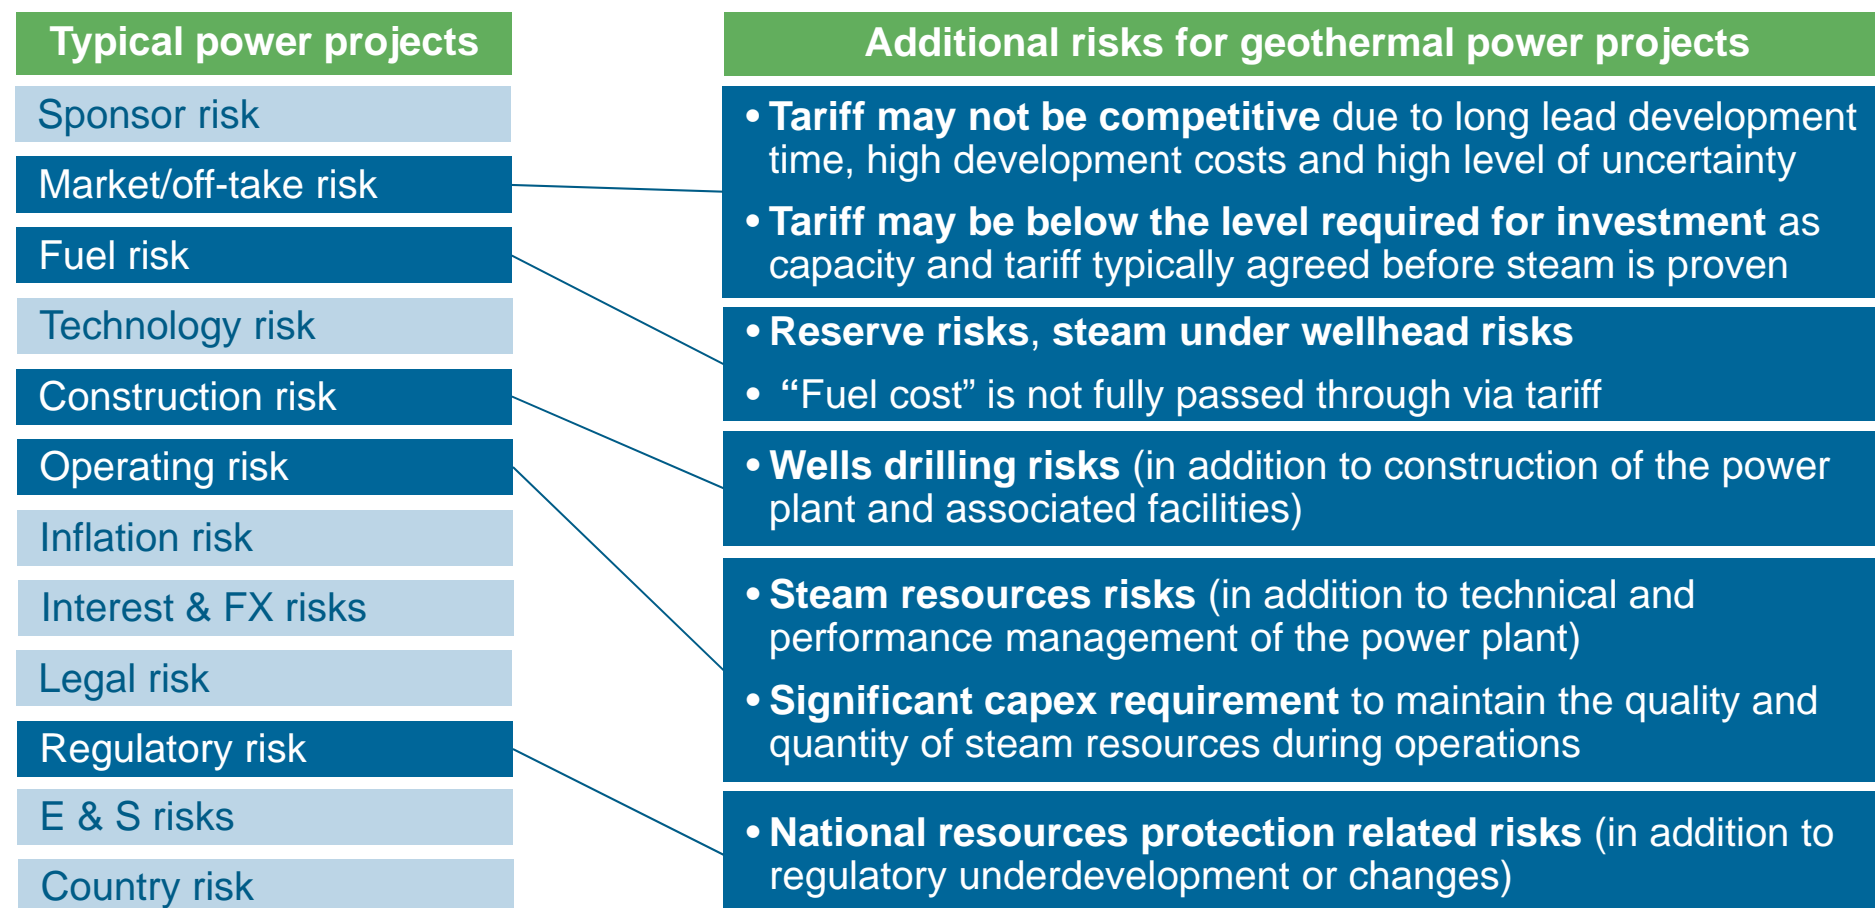 Typical power projects
Sponsor risk
Market/off-take risk
Fuel risk
Technology risk
Construction risk
Operating risk
Inflation risk
Interest & FX risks
Legal risk
Regulatory risk
E & S risks
Country risk
Additional risks for geothermal power projects
• Tariff may not be competitive due to long lead development
time, high development costs and high level of uncertainty
• Tariff may be below the level required for investment as
capacity and tariff typically agreed before steam is proven
• Reserve risks, steam under wellhead risks
• “Fuel cost” is not fully passed through via tariff
• Wells drilling risks (in addition to construction of the power
plant and associated facilities)
• Steam resources risks (in addition to technical and
performance management of the power plant)
• Significant capex requirement to maintain the quality and
quantity of steam resources during operations
• National resources protection related risks (in addition to
regulatory underdevelopment or changes)